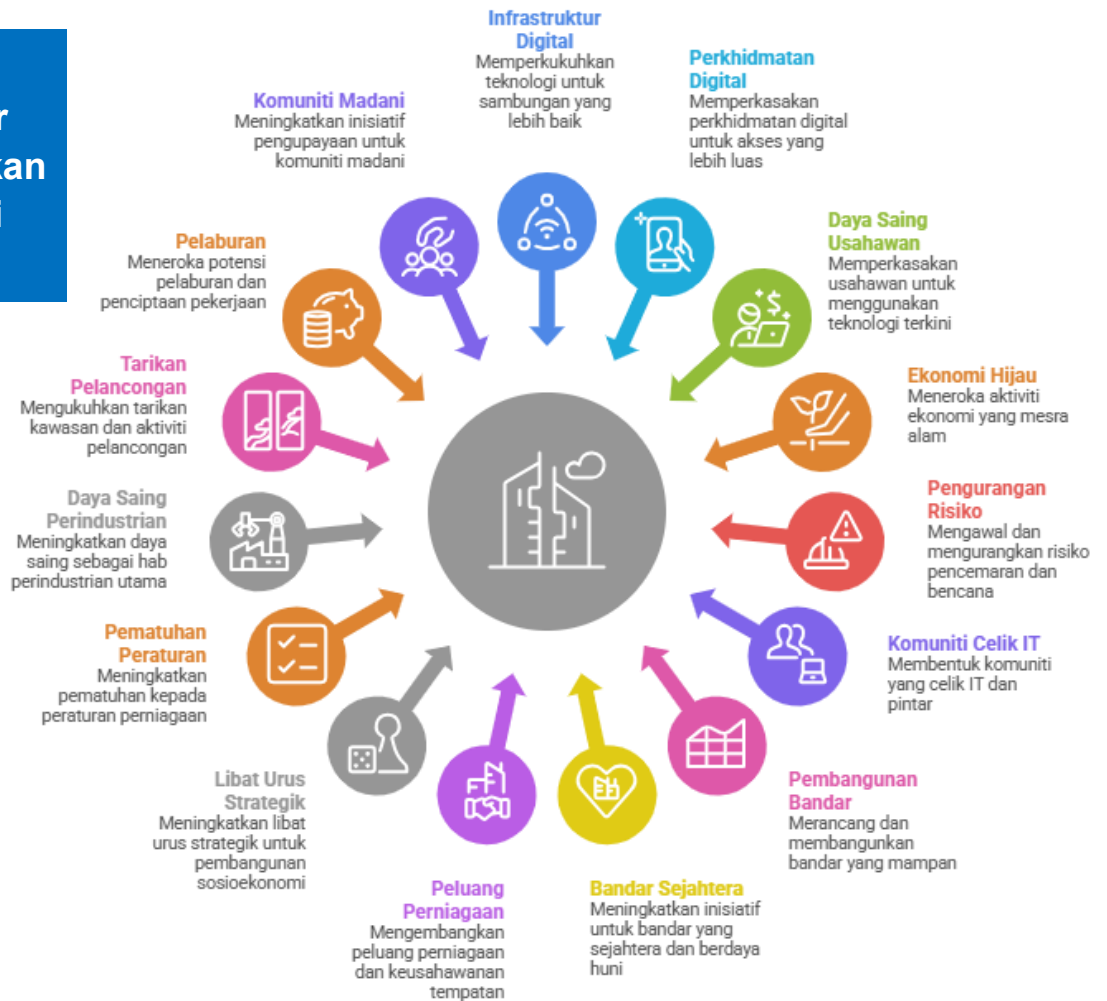 Infrastruktur
Digital
Memperkukuhkan
teknologi untuk
sambungan yang
lebih baik
Perkhidmatan
Digital
Memperkasakan
perkhidmatan digital
untuk akses yang
lebih luas
Daya Saing
Usahawan
Memperkasakan
usahawan untuk
menggunakan
teknologi terkini
Ekonomi Hijau
Meneroka aktiviti
ekonomi yang mesra
alam
Pengurangan
Risiko
Mengawal dan
mengurangkan risiko
pencemaran dan
bencana
Komuniti Celik IT
Membentuk komuniti
yang celik IT dan
pintar
Pembangunan
Bandar
Merancang dan
membangunkan
bandar yang mampan
Bandar Sejahtera
Meningkatkan inisiatif
untuk bandar yang
sejahtera dan berdaya
huni
Peluang
Perniagaan
Mengembangkan
peluang perniagaan
dan keusahawanan
tempatan
Libat Urus
Strategik
Meningkatkan libat
urus strategik untuk
pembangunan
sosioekonomi
Pematuhan
Peraturan
Meningkatkan
pematuhan kepada
peraturan perniagaan
Daya Saing
Perindustrian
Meningkatkan daya
saing sebagai hab
perindustrian utama
Tarikan
Pelancongan
Mengukuhkan tarikan
kawasan dan aktiviti
pelancongan
Pelaburan
Meneroka potensi
pelaburan dan
penciptaan pekerjaan
Komuniti Madani
Meningkatkan inisiatif
pengupayaan untuk
komuniti madani